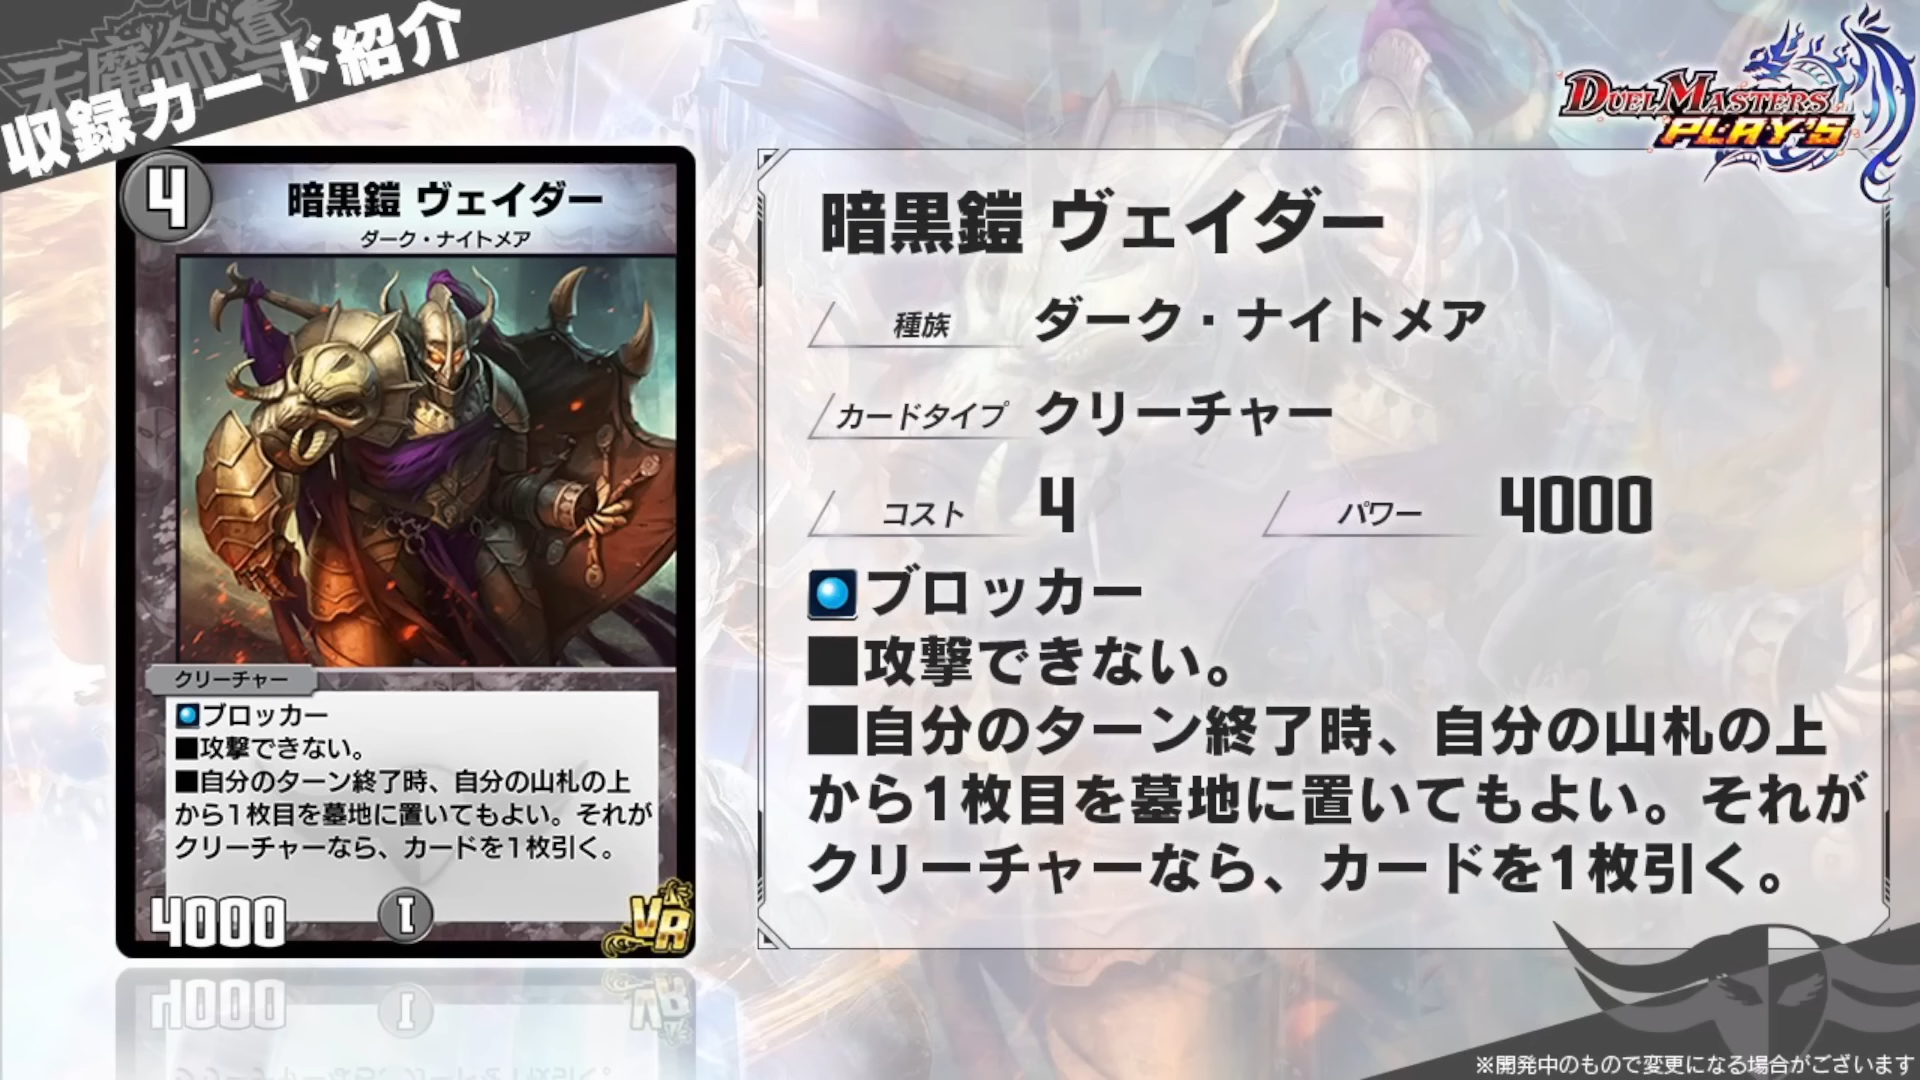 天魔命導
収録カード紹介
DUEL MASTERS
PLAY'S
4
暗黒鎧 ヴェイダー
ダーク・ナイトメア
クリーチャー
ブロッカー
■攻撃できない。
■自分のターン終了時、自分の山札の上
から1枚目を墓地に置いてもよい。それが
クリーチャーなら、カードを1枚引く。
4000
I
VR
暗黒鎧 ヴェイダー
種族 ダーク・ナイトメア
カードタイプ クリーチャー
コスト 4 パワー 4000
ブロッカー
■攻撃できない。
■自分のターン終了時、自分の山札の上
から1枚目を墓地に置いてもよい。それが
クリーチャーなら、カードを1枚引く。
※開発中のもので変更になる場合がございます